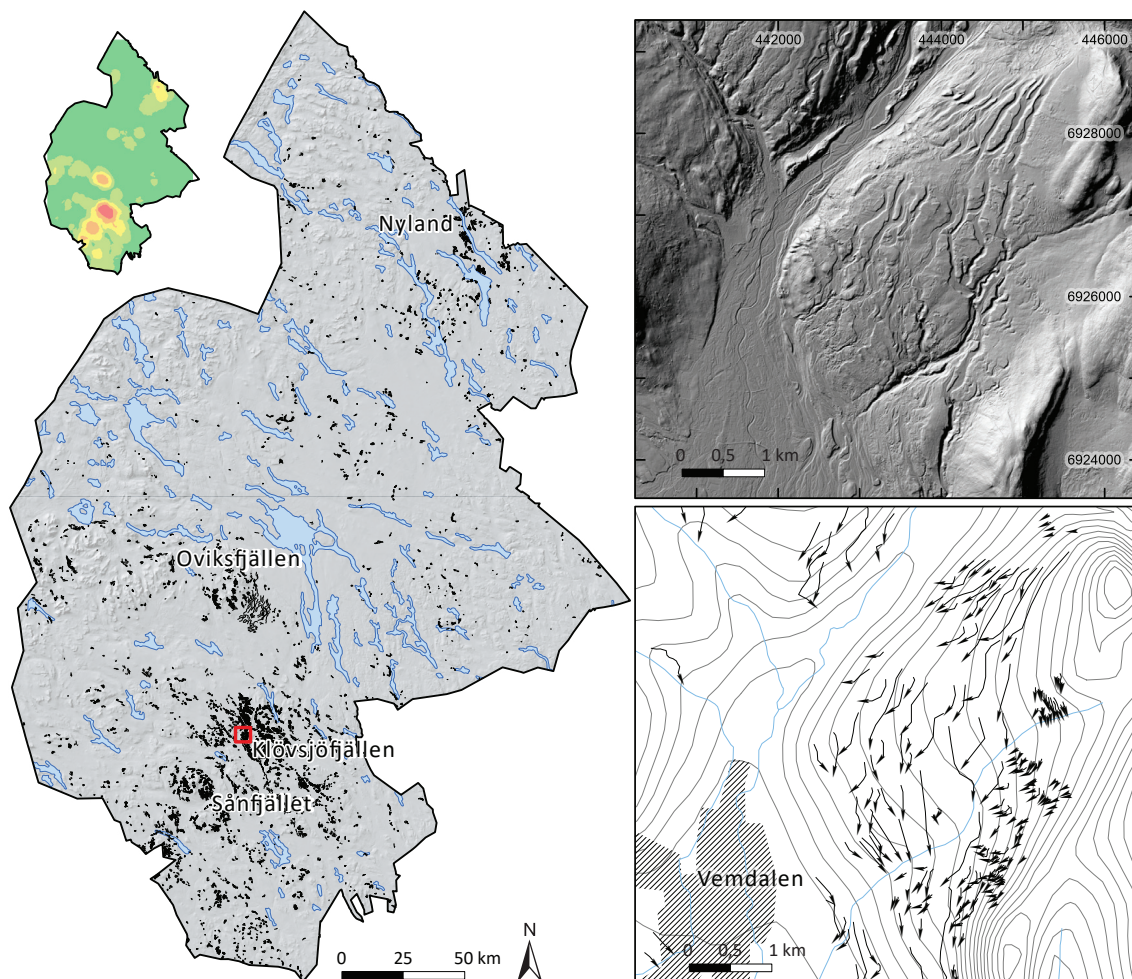 Nyland
Oviksfjällen
Klövsjöfjällen
Sånfjället
0 25 50 km
N
442000 444000 446000
6928000
6926000
6924000
0 0,5 1 km
Vemdalen
0 0,5 1 km